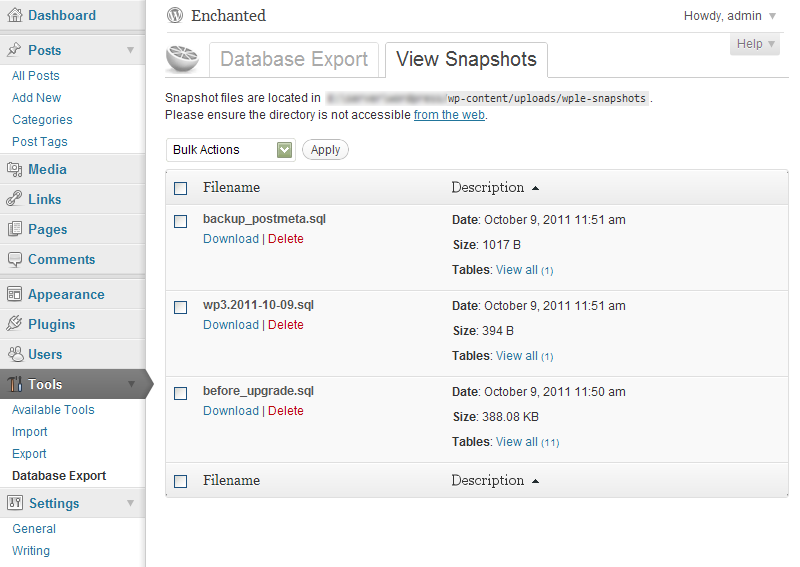 Dashboard
Posts
All Posts
Add New
Categories
Post Tags
Media
Links
Pages
Comments
Appearance
Plugins
Users
Tools
Available Tools
Import
Export
Database Export
Settings
General
Writing
Enchanted
Howdy, admin
Help
Database Export
View Snapshots
Snapshot files are located in /wp-content/uploads/wple-snapshots .
Please ensure the directory is not accessible from the web.
Bulk Actions
Apply
Filename Description
backup_postmeta.sql
Download | Delete
Date: October 9, 2011 11:51 am
Size: 1017 B
Tables: View all (1)
wp3.2011-10-09.sql
Download | Delete
Date: October 9, 2011 11:51 am
Size: 394 B
Tables: View all (1)
before_upgrade.sql
Download | Delete
Date: October 9, 2011 11:50 am
Size: 388.08 KB
Tables: View all (11)
Filename Description